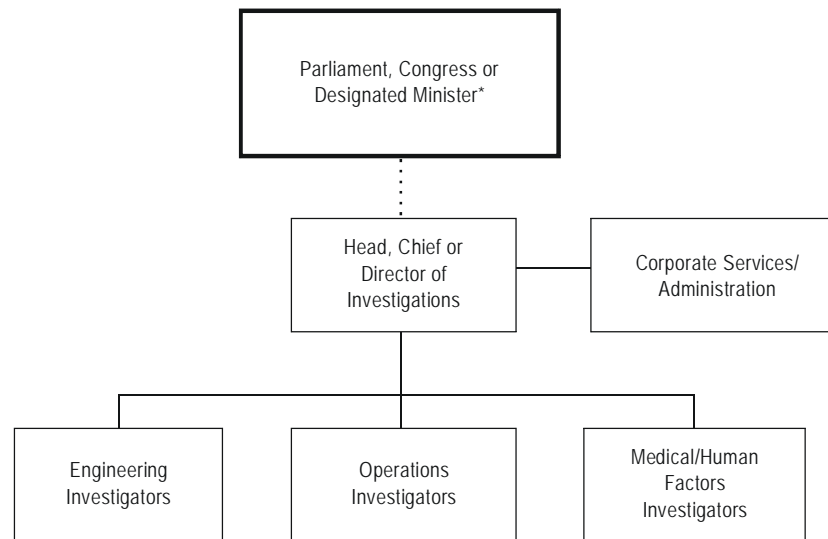 Parliament, Congress or
Designated Minister*
Head, Chief or
Director of
Investigations
Corporate Services/
Administration
Engineering
Investigators
Operations
Investigators
Medical/Human
Factors
Investigators